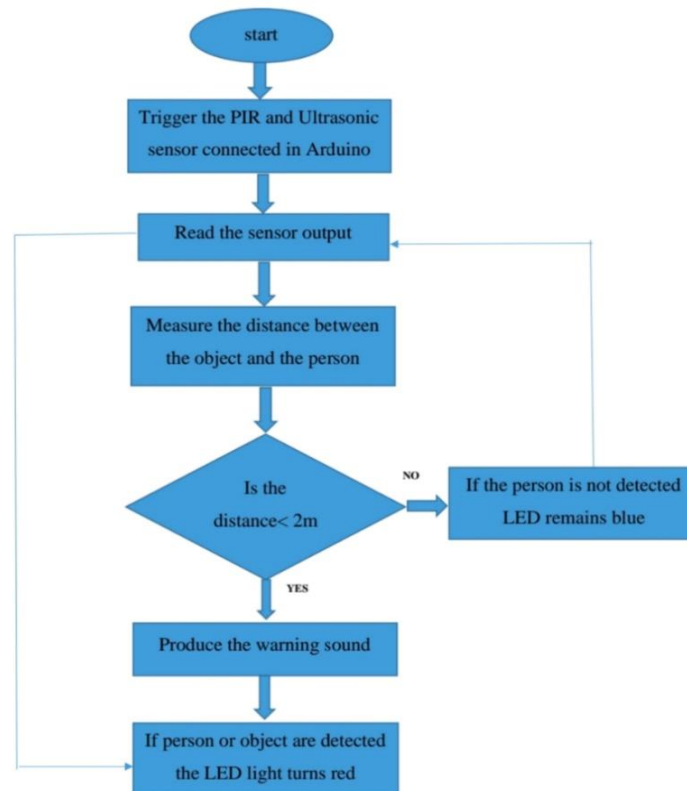 start
Trigger the PIR and Ultrasonic
sensor connected in Arduino
Read the sensor output
Measure the distance between
the object and the person
Is the
distance< 2m
NO
If the person is not detected
LED remains blue
YES
Produce the warning sound
If person or object are detected
the LED light turns red